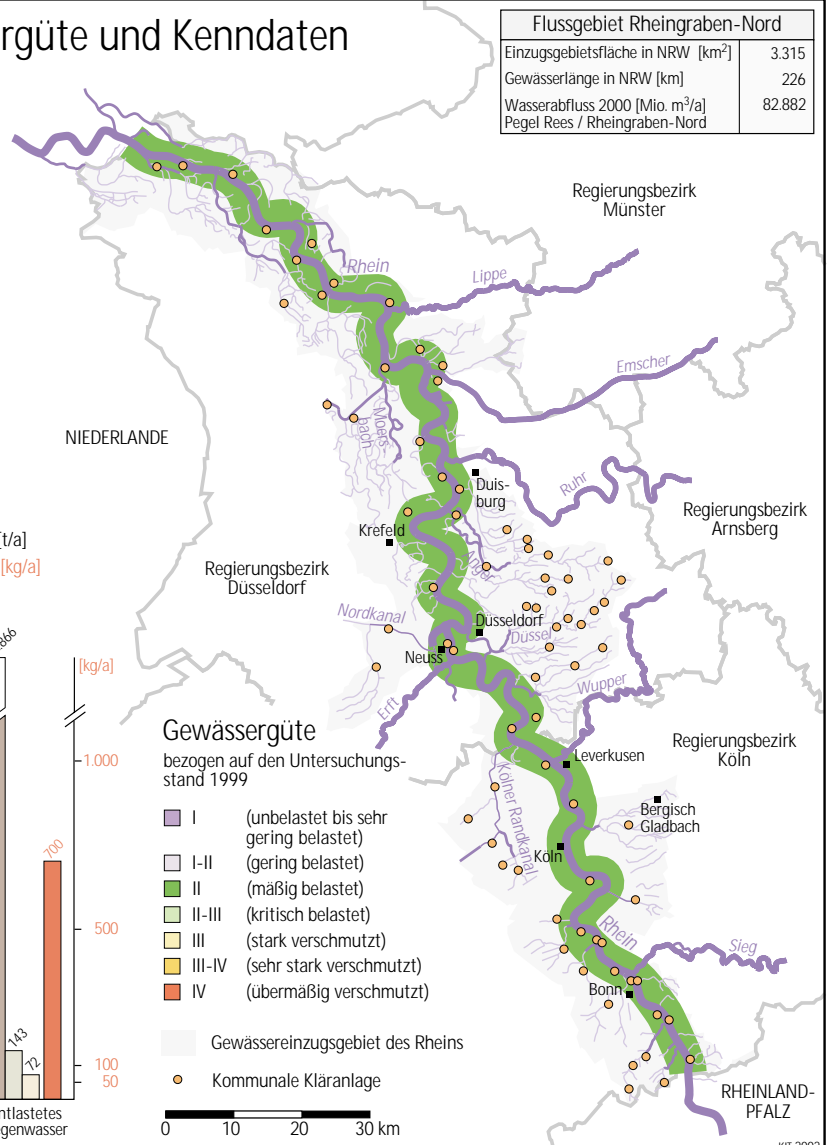 rgüte und Kenndaten
Flussgebiet Rheingraben-Nord
Einzugsgebietsfläche in NRW [km²] 3.315
Gewässerlänge in NRW [km] 226
Wasserabfluss 2000 [Mio. m³/a] 82.882
Pegel Rees / Rheingraben-Nord
Regierungsbezirk
Münster
Rhein
Lippe
Emscher
NIEDERLANDE
Moers-
bach
Duis-
burg
Ruhr
Krefeld
Regierungsbezirk
Arnsberg
[t/a]
[kg/a]
Regierungsbezirk
Düsseldorf
Anger
Nordkanal
Düsseldorf
Düssel
Neuss
866
[kg/a]
Erft
Wupper
Gewässergüte
bezogen auf den Untersuchungs-
stand 1999
Regierungsbezirk
Köln
Leverkusen
1.000
Kölner Randkanal
Bergisch
Gladbach
I (unbelastet bis sehr
gering belastet)
I-II (gering belastet)
II (mäßig belastet)
II-III (kritisch belastet)
III (stark verschmutzt)
III-IV (sehr stark verschmutzt)
IV (übermäßig verschmutzt)
700
Köln
500
Rhein
Sieg
Bonn
143
72
100
50
Gewässereinzugsgebiet des Rheins
Kommunale Kläranlage
0 10 20 30 km
ntlastetes
egenwasser
RHEINLAND-
PFALZ